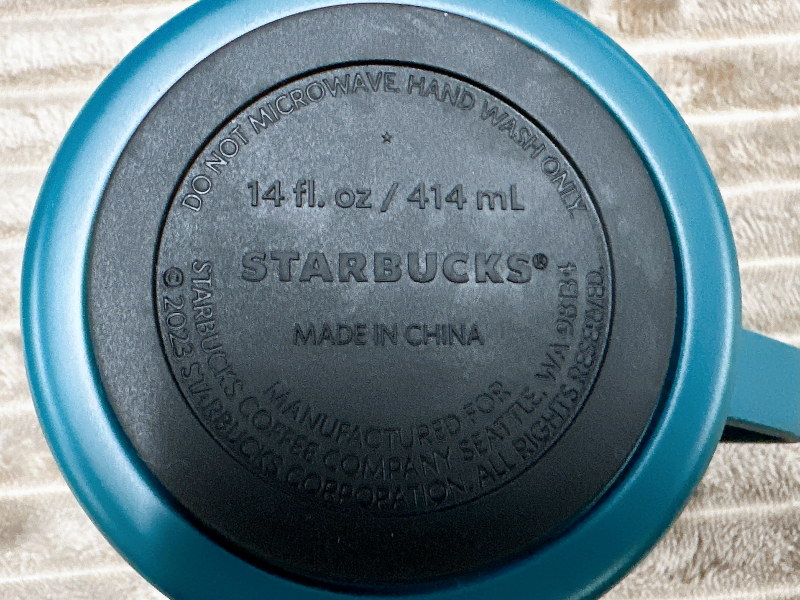 DO NOT MICROWAVE. HAND WASH ONLY.
14 fl. oz / 414 mL
STARBUCKS®
MADE IN CHINA
MANUFACTURED FOR
STARBUCKS COFFEE COMPANY SEATTLE, WA 98134
© 2023 STARBUCKS CORPORATION, ALL RIGHTS RESERVED.